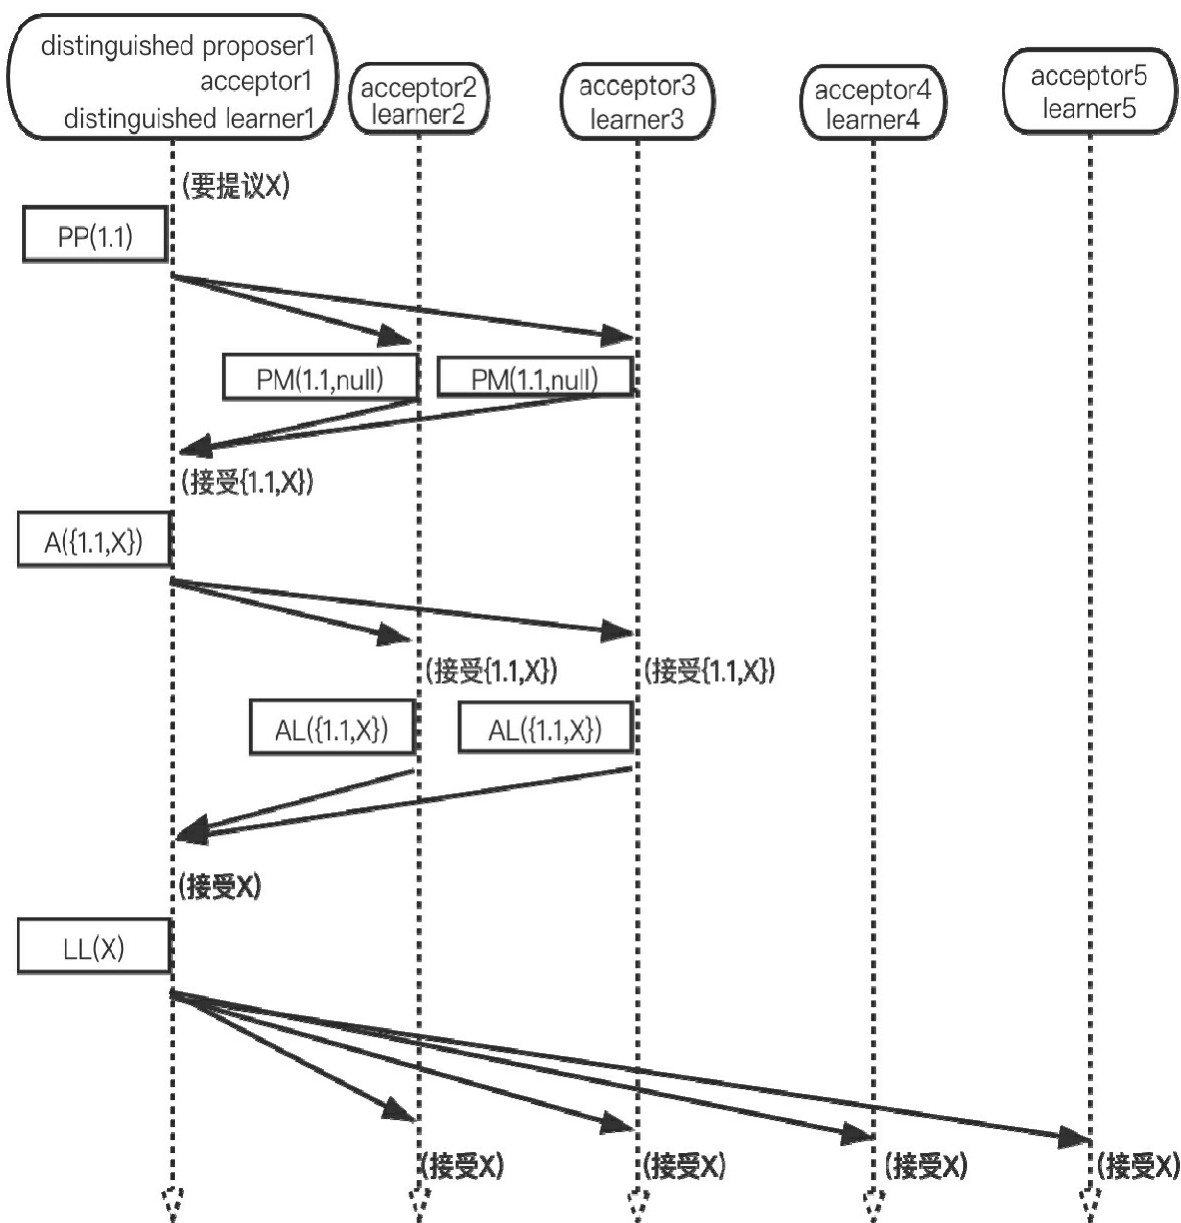 distinguished proposer1
acceptor1
distinguished learner1
acceptor2
learner2
acceptor3
learner3
acceptor4
learner4
acceptor5
learner5
(要提议X)
PP(1.1)
PM(1.1,null)
PM(1.1,null)
(接受{1.1,X})
A({1.1,X})
(接受{1.1,X})
(接受{1.1,X})
AL({1.1,X})
AL({1.1,X})
(接受X)
LL(X)
(接受X)
(接受X)
(接受X)
(接受X)